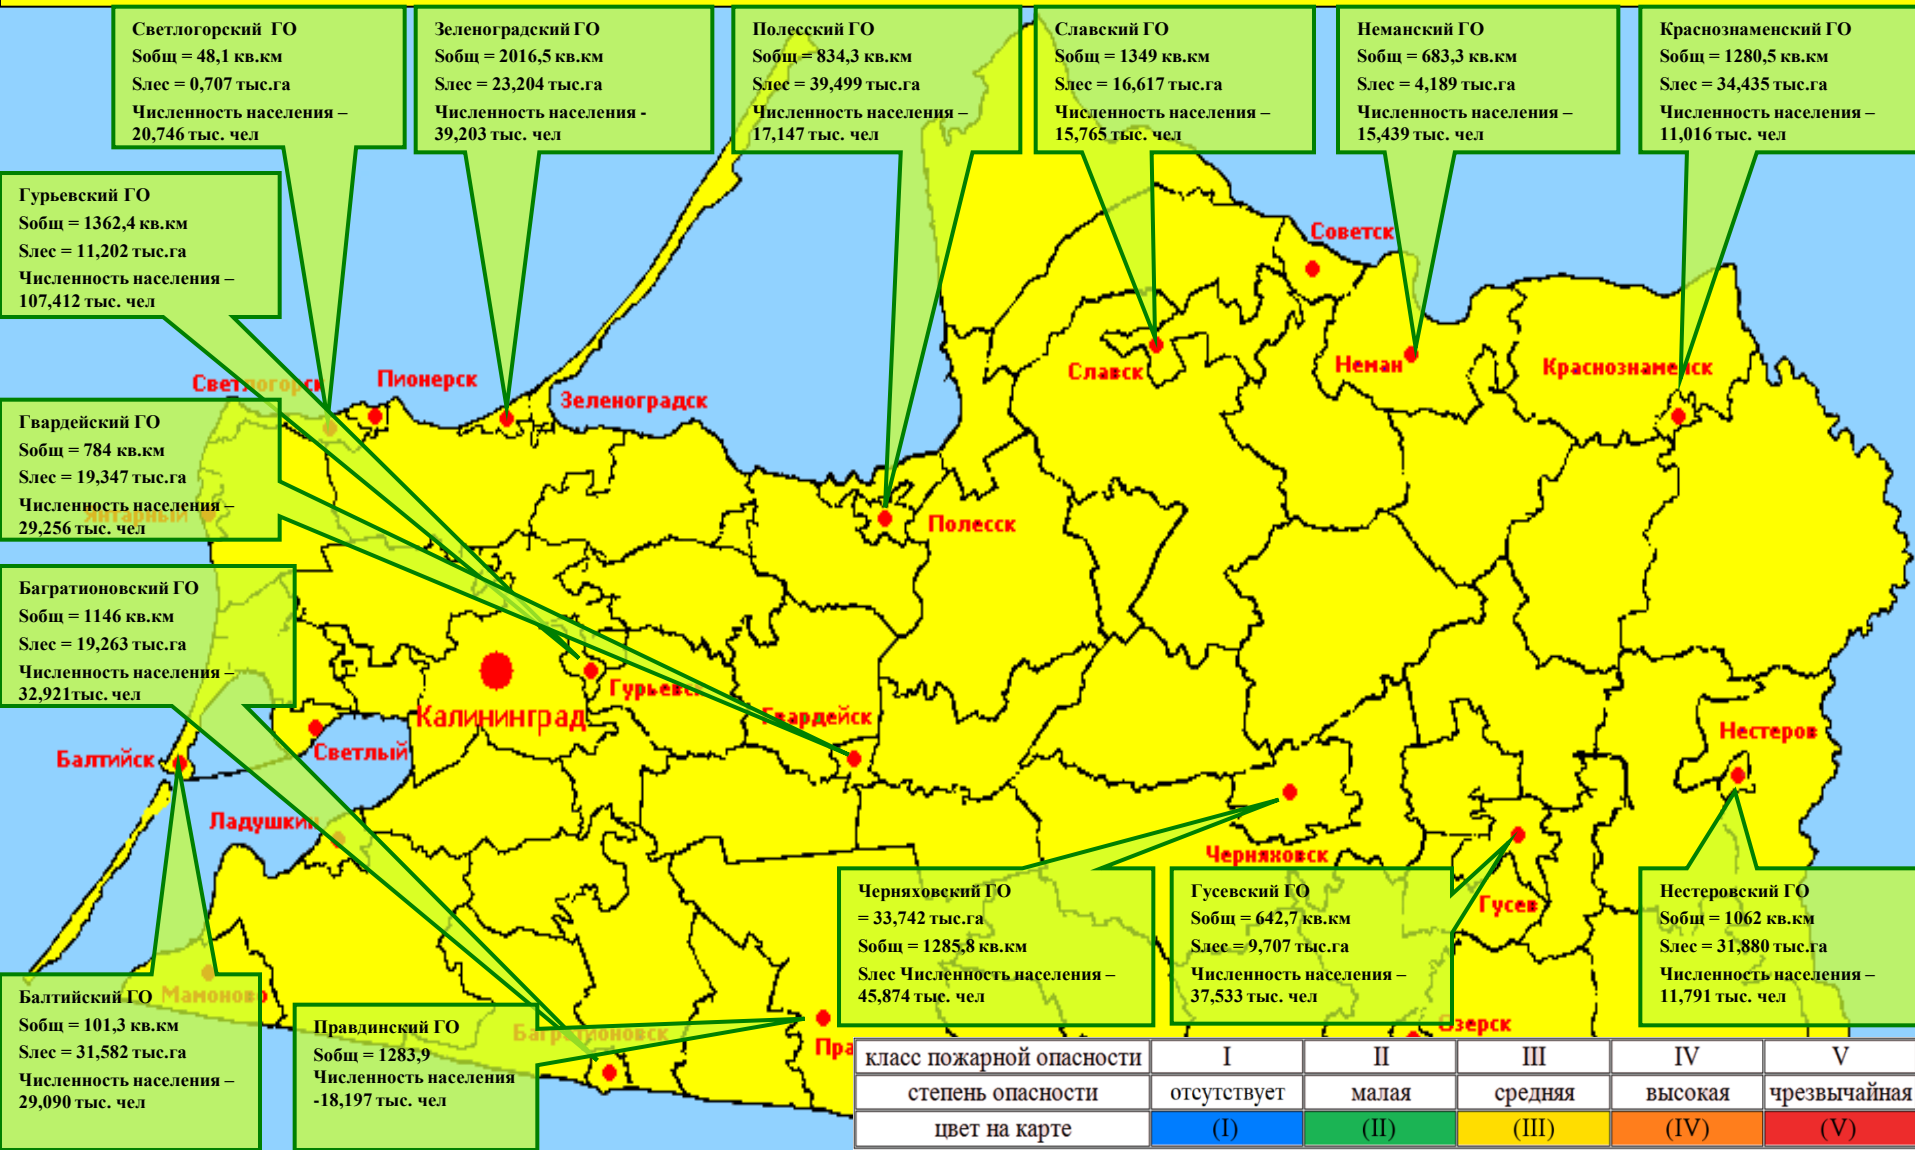 Светлогорский ГО
Sобщ = 48,1 кв.км
Sлес = 0,707 тыс.га
Численность населения –
20,746 тыс. чел
Зеленоградский ГО
Sобщ = 2016,5 кв.км
Sлес = 23,204 тыс.га
Численность населения -
39,203 тыс. чел
Полесский ГО
Sобщ = 834,3 кв.км
Sлес = 39,499 тыс.га
Численность населения –
17,147 тыс. чел
Славский ГО
Sобщ = 1349 кв.км
Sлес = 16,617 тыс.га
Численность населения –
15,765 тыс. чел
Неманский ГО
Sобщ = 683,3 кв.км
Sлес = 4,189 тыс.га
Численность населения –
15,439 тыс. чел
Краснознаменский ГО
Sобщ = 1280,5 кв.км
Sлес = 34,435 тыс.га
Численность населения –
11,016 тыс. чел
Гурьевский ГО
Sобщ = 1362,4 кв.км
Sлес = 11,202 тыс.га
Численность населения –
107,412 тыс. чел
Советск
Славск
Неман
Краснознаменск
Светлогорск
Пионерск
Зеленоградск
Гвардейский ГО
Sобщ = 784 кв.км
Sлес = 19,347 тыс.га
Численность населения –
29,256 тыс. чел
Янтарный
Полесск
Багратионовский ГО
Sобщ = 1146 кв.км
Sлес = 19,263 тыс.га
Численность населения –
32,921тыс. чел
Гурьевск
Калининград
Гвардейск
Нестеров
Балтийск
Светлый
Ладушкин
Черняховск
Гусев
Черняховский ГО
= 33,742 тыс.га
Sобщ = 1285,8 кв.км
Sлес Численность населения –
45,874 тыс. чел
Гусевский ГО
Sобщ = 642,7 кв.км
Sлес = 9,707 тыс.га
Численность населения –
37,533 тыс. чел
Нестеровский ГО
Sобщ = 1062 кв.км
Sлес = 31,880 тыс.га
Численность населения –
11,791 тыс. чел
Мамоново
Балтийский ГО
Sобщ = 101,3 кв.км
Sлес = 31,582 тыс.га
Численность населения –
29,090 тыс. чел
Правдинский ГО
Sобщ = 1283,9
Численность населения
-18,197 тыс. чел
Багратионовск
Пра
Озерск
класс пожарной опасности I II III IV V
степень опасности отсутствует малая средняя высокая чрезвычайная
цвет на карте (I) (II) (III) (IV) (V)